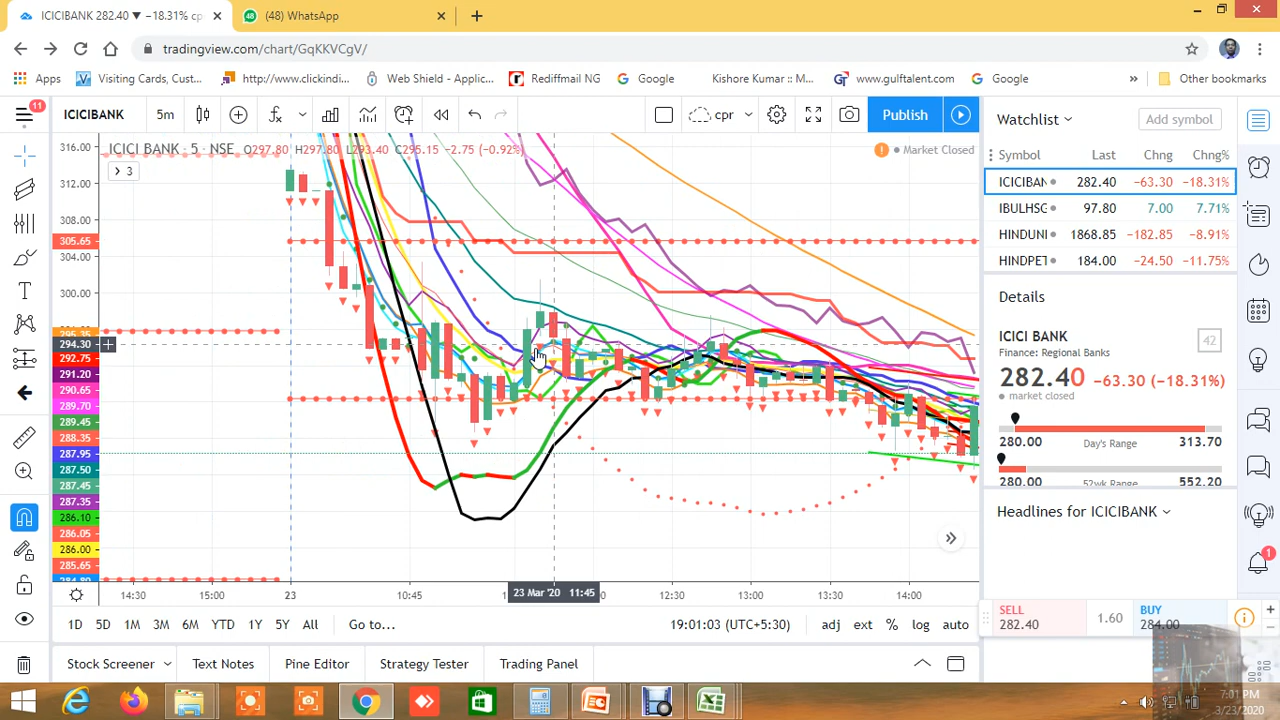 ICICIBANK 282.40 ▼ −18.31% cp
(48) WhatsApp
tradingview.com/chart/GqKKVCgV/
Apps Visiting Cards, Cust... http://www.clickindi... Web Shield - Applic... Rediffmail NG Google Kishore Kumar :: M... www.gulftalent.com Google » Other bookmarks
11
ICICIBANK 5m cpr Publish
Watchlist Add symbol
ICICI BANK · 5 · NSE O297.80 H297.80 L293.40 C295.15 −2.75 (−0.92%)
Market Closed
3
Symbol Last Chng Chng%
ICICIBAN 282.40 −63.30 −18.31%
IBULHSG 97.80 7.00 7.71%
HINDUNI 1868.85 −182.85 −8.91%
HINDPET 184.00 −24.50 −11.75%
Details
ICICI BANK 42
Finance: Regional Banks
282.40 −63.30 (−18.31%)
market closed
280.00 Day's Range 313.70
280.00 52wk Range 552.20
Headlines for ICICIBANK
316.00
312.00
308.00
305.65
304.00
300.00
295.35
294.30
292.75
291.20
290.65
289.70
289.45
288.35
287.95
287.50
287.45
287.35
286.10
286.05
286.00
285.65
284.80
14:30 15:00 23 10:45 23 Mar '20 11:45 12:30 13:00 13:30 14:00
1D 5D 1M 3M 6M YTD 1Y 5Y All Go to... 19:01:03 (UTC+5:30) adj ext % log auto
SELL
282.40
1.60
BUY
284.00
1
Stock Screener Text Notes Pine Editor Strategy Tester Trading Panel
7:01 PM
3/23/2020